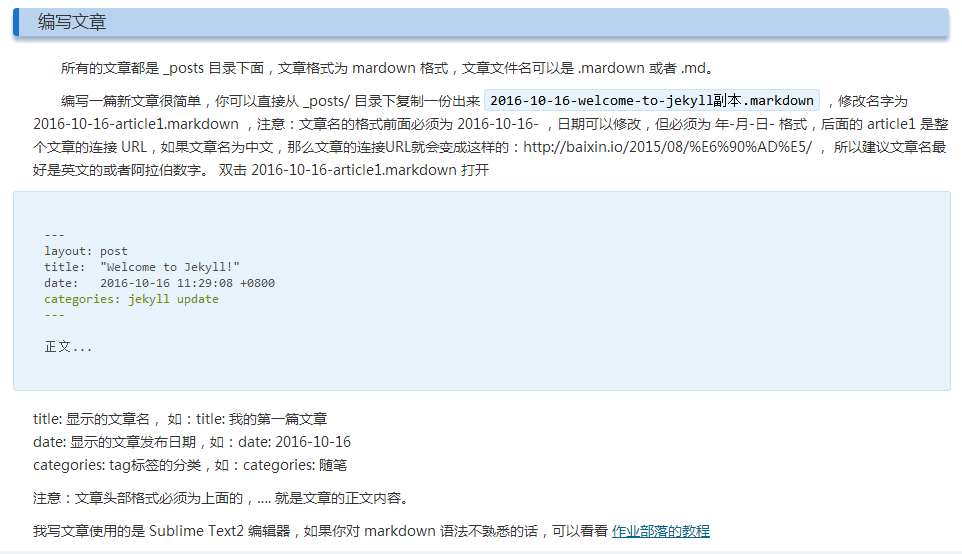 编写文章
所有的文章都是 _posts 目录下面，文章格式为 mardown 格式，文章文件名可以是 .mardown 或者 .md。
编写一篇新文章很简单，你可以直接从 _posts/ 目录下复制一份出来 2016-10-16-welcome-to-jekyll副本.markdown ，修改名字为
2016-10-16-article1.markdown ，注意：文章名的格式前面必须为 2016-10-16- ，日期可以修改，但必须为 年-月-日- 格式，后面的 article1 是整
个文章的连接 URL，如果文章名为中文，那么文章的连接URL就会变成这样的：http://baixin.io/2015/08/%E6%90%AD%E5/ ， 所以建议文章名最
好是英文的或者阿拉伯数字。 双击 2016-10-16-article1.markdown 打开
---
layout: post
title:  "Welcome to Jekyll!"
date:   2016-10-16 11:29:08 +0800
categories: jekyll update
---
正文...
title: 显示的文章名， 如：title: 我的第一篇文章
date: 显示的文章发布日期，如：date: 2016-10-16
categories: tag标签的分类，如：categories: 随笔
注意：文章头部格式必须为上面的，.... 就是文章的正文内容。
我写文章使用的是 Sublime Text2 编辑器，如果你对 markdown 语法不熟悉的话，可以看看 作业部落的教程